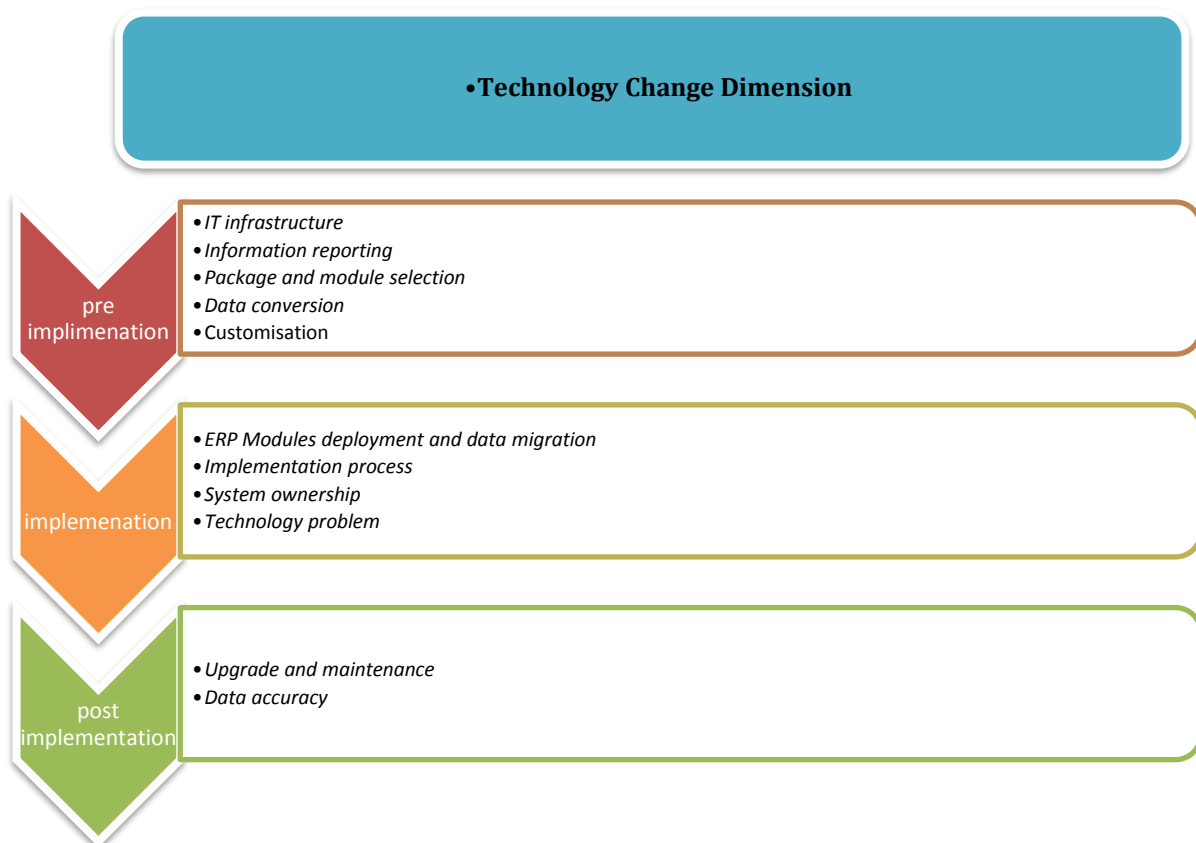 •Technology Change Dimension
pre
implimenation
•IT infrastructure
•Information reporting
•Package and module selection
•Data conversion
•Customisation
implemenation
•ERP Modules deployment and data migration
•Implementation process
•System ownership
•Technology problem
post
implementation
•Upgrade and maintenance
•Data accuracy